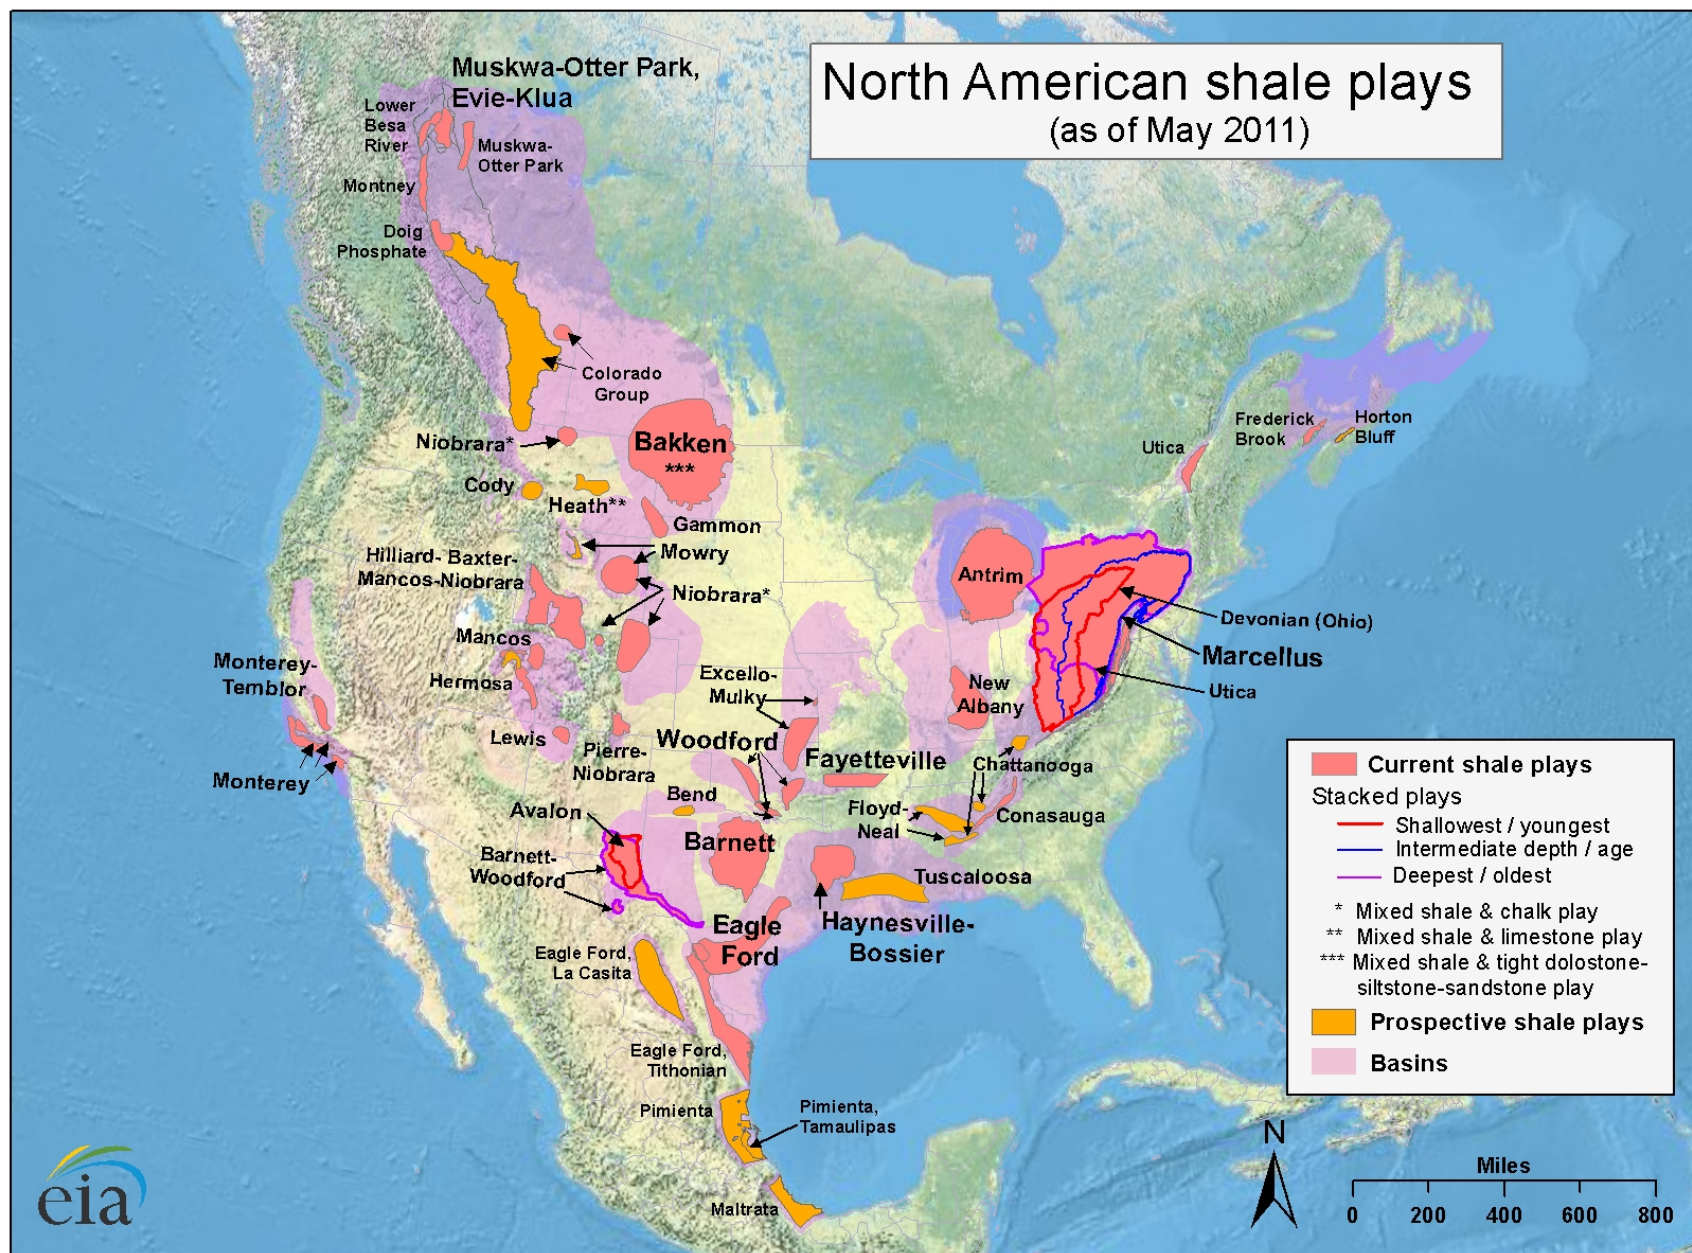 North American shale plays
(as of May 2011)
Muskwa-Otter Park,
Evie-Klua
Lower
Besa
River
Muskwa-
Otter Park
Montney
Doig
Phosphate
Colorado
Group
Niobrara*
Bakken
***
Cody
Heath**
Gammon
Mowry
Hilliard- Baxter-
Mancos-Niobrara
Niobrara*
Mancos
Monterey-
Temblor
Hermosa
Excello-
Mulky
Lewis
Pierre-
Niobrara
Woodford
Monterey
Fayetteville
Bend
Avalon
Barnett
Barnett-
Woodford
Eagle
Ford
Haynesville-
Bossier
Tuscaloosa
Floyd-
Neal
Chattanooga
Conasauga
New
Albany
Antrim
Devonian (Ohio)
Marcellus
Utica
Utica
Frederick
Brook
Horton
Bluff
Eagle Ford,
La Casita
Eagle Ford,
Tithonian
Pimienta
Pimienta,
Tamaulipas
Maltrata
Current shale plays
Stacked plays
Shallowest / youngest
Intermediate depth / age
Deepest / oldest
* Mixed shale & chalk play
** Mixed shale & limestone play
*** Mixed shale & tight dolostone-
siltstone-sandstone play
Prospective shale plays
Basins
N
Miles
0 200 400 600 800
eia